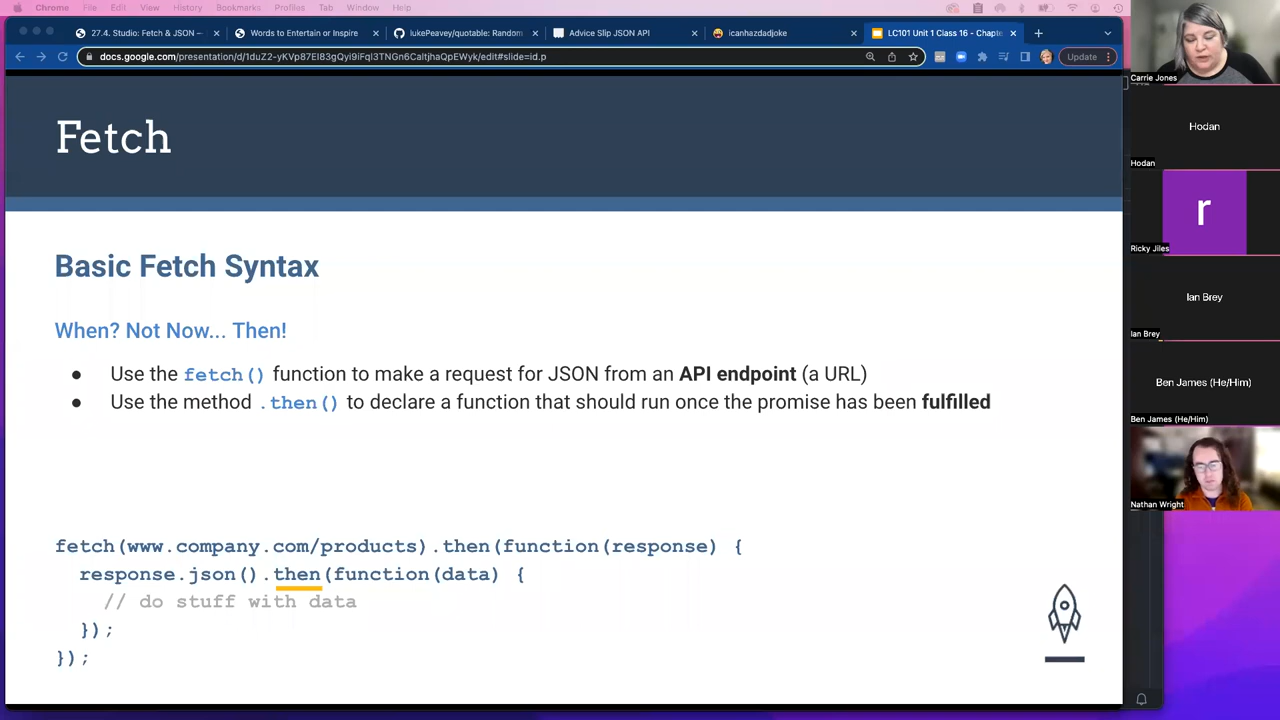 Chrome File Edit View History Bookmarks Profiles Tab Window Help
27.4. Studio: Fetch & JSON —
Words to Entertain or Inspire
lukePeavey/quotable: Random
Advice Slip JSON API
icanhazdadjoke
LC101 Unit 1 Class 16 - Chapte
docs.google.com/presentation/d/1duZ2-yKVp87EI83gQyI9iFqI3TNGn6CaltjhaQpEWyk/edit#slide=id.p
Update
Fetch
Basic Fetch Syntax
When? Not Now... Then!
● Use the fetch() function to make a request for JSON from an API endpoint (a URL)
● Use the method .then() to declare a function that should run once the promise has been fulfilled
fetch(www.company.com/products).then(function(response) {
response.json().then(function(data) {
// do stuff with data
});
});
Carrie Jones
Hodan
Hodan
r
Ricky Jiles
Ian Brey
Ian Brey
Ben James (He/Him)
Ben James (He/Him)
Nathan Wright